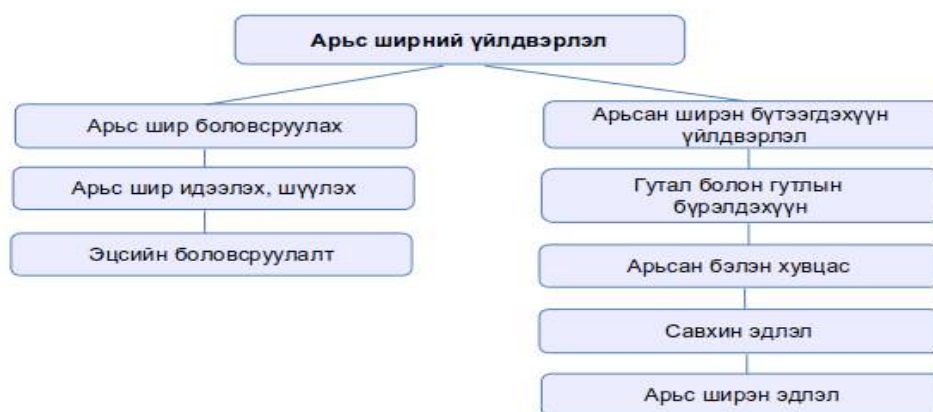 Арьс ширний үйлдвэрлэл
Арьс шир боловсруулах
Арьс шир идээлэх, шүүлэх
Эцсийн боловсруулалт
Арьсан ширэн бүтээгдэхүүн
үйлдвэрлэл
Гутал болон гутлын
бүрэлдэхүүн
Арьсан бэлэн хувцас
Савхин эдлэл
Арьс ширэн эдлэл